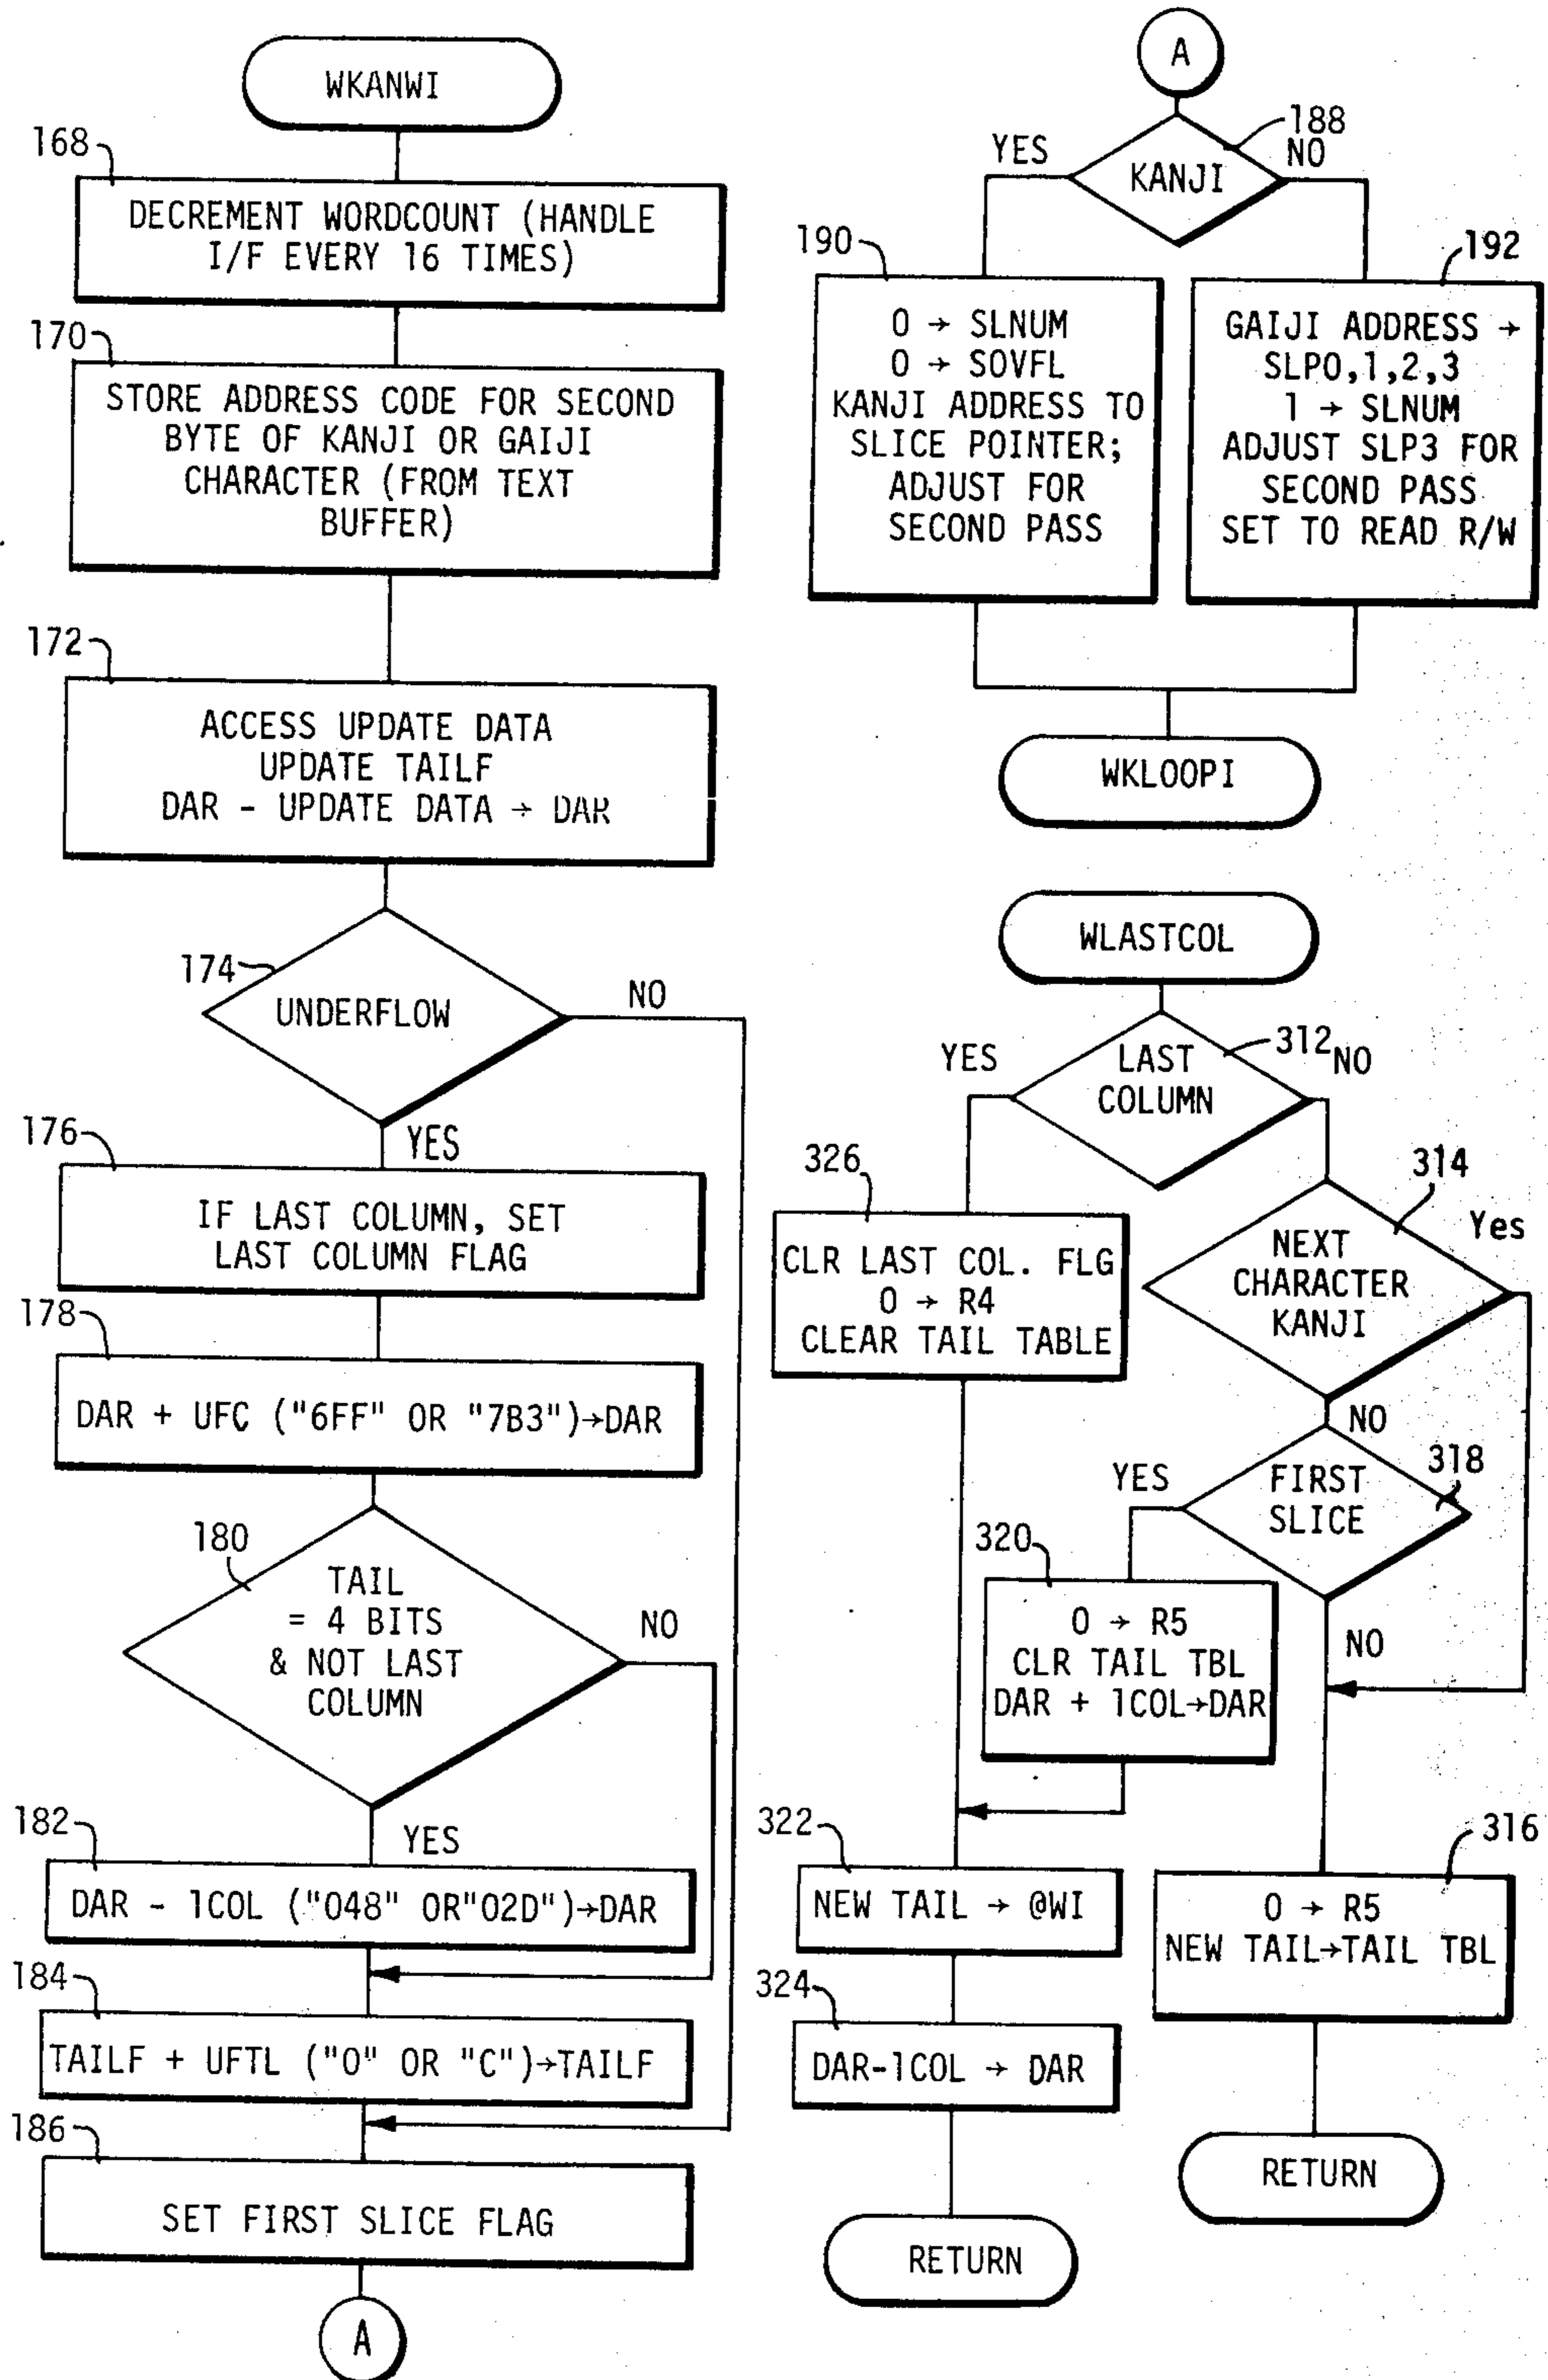 WKANWI
168
DECREMENT WORDCOUNT (HANDLE
I/F EVERY 16 TIMES)
170
STORE ADDRESS CODE FOR SECOND
BYTE OF KANJI OR GAIJI
CHARACTER (FROM TEXT
BUFFER)
172
ACCESS UPDATE DATA
UPDATE TAILF
DAR - UPDATE DATA → DAR
174
UNDERFLOW
NO
YES
176
IF LAST COLUMN, SET
LAST COLUMN FLAG
178
DAR + UFC ("6FF" OR "7B3")→DAR
180
TAIL
= 4 BITS
& NOT LAST
COLUMN
NO
YES
182
DAR - 1COL ("048" OR"02D")→DAR
184
TAILF + UFTL ("0" OR "C")→TAILF
186
SET FIRST SLICE FLAG
A
A
188
YES
NO
KANJI
190
0 → SLNUM
0 → SOVFL
KANJI ADDRESS TO
SLICE POINTER;
ADJUST FOR
SECOND PASS
192
GAIJI ADDRESS →
SLP0,1,2,3
1 → SLNUM
ADJUST SLP3 FOR
SECOND PASS
SET TO READ R/W
WKLOOPI
WLASTCOL
312
YES
NO
LAST
COLUMN
326
CLR LAST COL. FLG
0 → R4
CLEAR TAIL TABLE
314
Yes
NEXT
CHARACTER
KANJI
NO
318
YES
FIRST
SLICE
NO
320
0 → R5
CLR TAIL TBL
DAR + 1COL→DAR
322
NEW TAIL → @WI
324
DAR-1COL → DAR
RETURN
316
0 → R5
NEW TAIL→TAIL TBL
RETURN